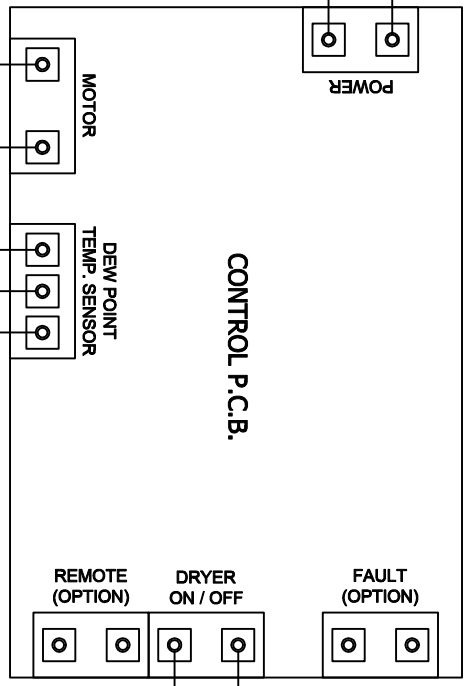 POWER
MOTOR
DEW POINT
TEMP. SENSOR
CONTROL P.C.B.
REMOTE
(OPTION)
DRYER
ON / OFF
FAULT
(OPTION)